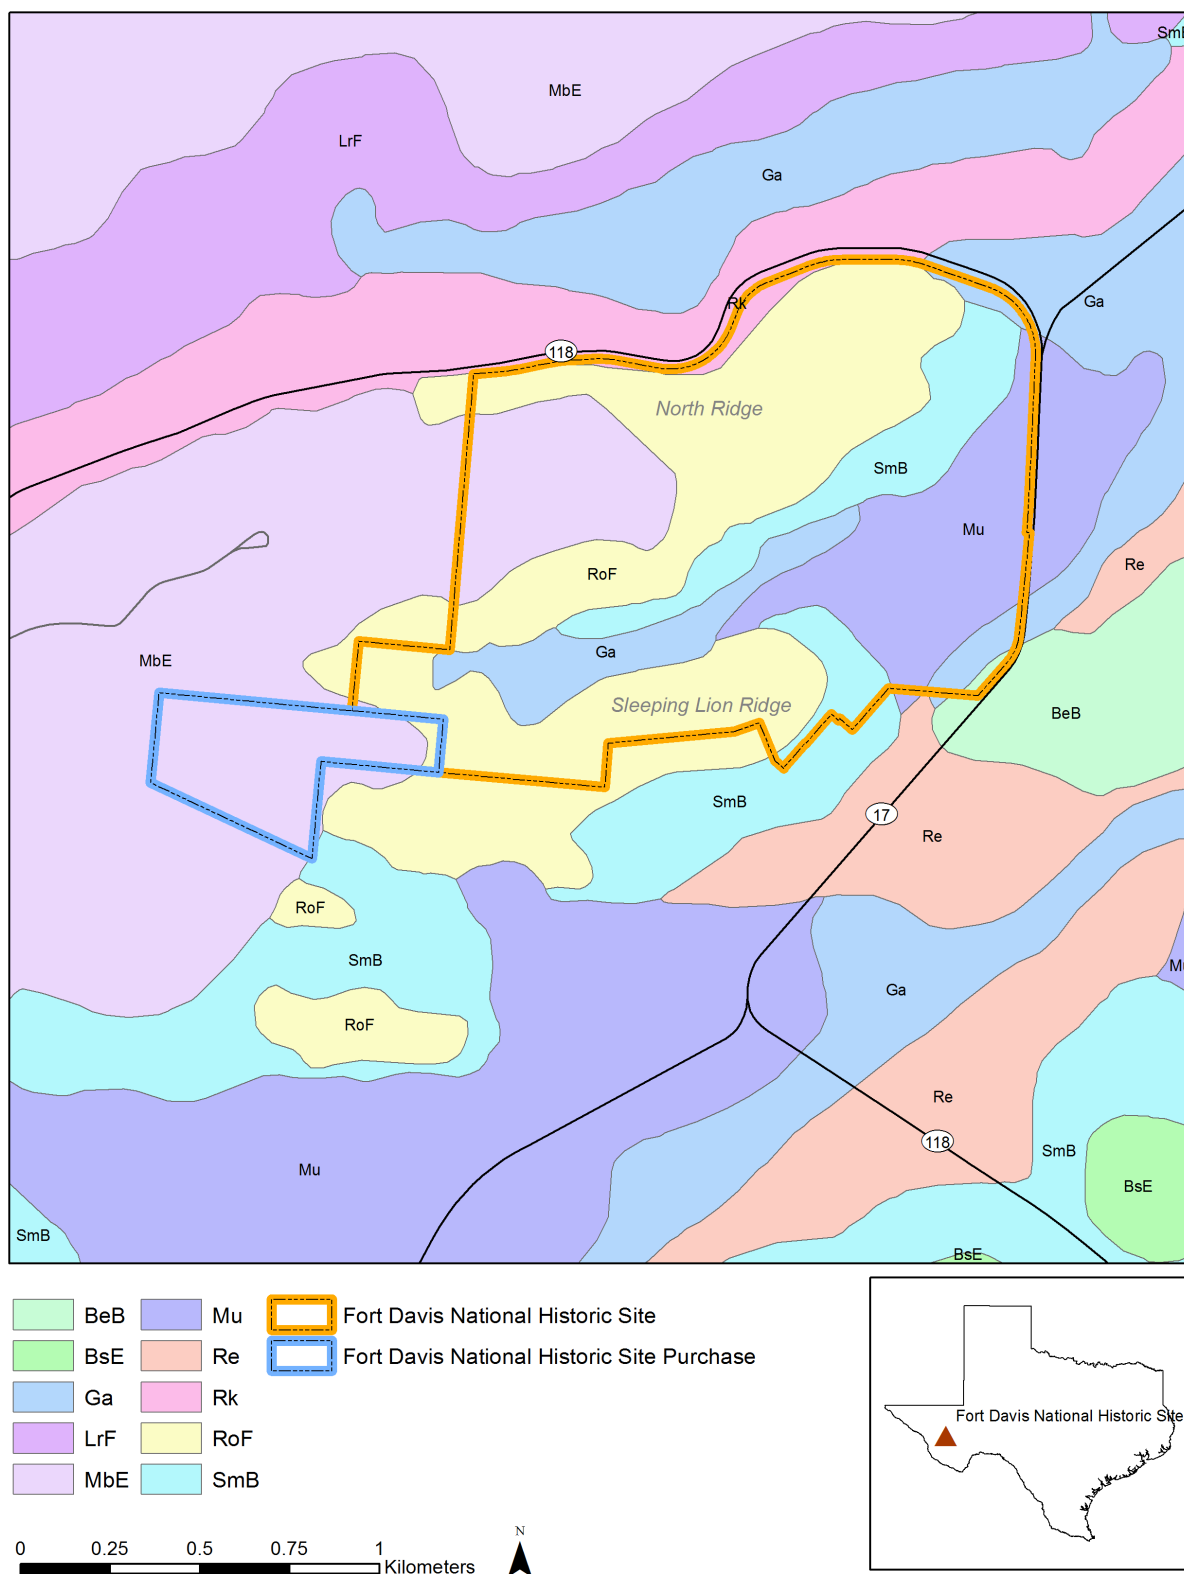 SmB
MbE
LrF
Ga
Rk
Ga
118
North Ridge
SmB
Mu
Re
RoF
Ga
MbE
Sleeping Lion Ridge
BeB
SmB
17
Re
RoF
SmB
Mu
Ga
RoF
Re
118
SmB
Mu
BsE
SmB
BsE
BeB
Mu
Fort Davis National Historic Site
BsE
Re
Fort Davis National Historic Site Purchase
Ga
Rk
LrF
RoF
MbE
SmB
Fort Davis National Historic Site
0
0.25
0.5
0.75
1
Kilometers
N